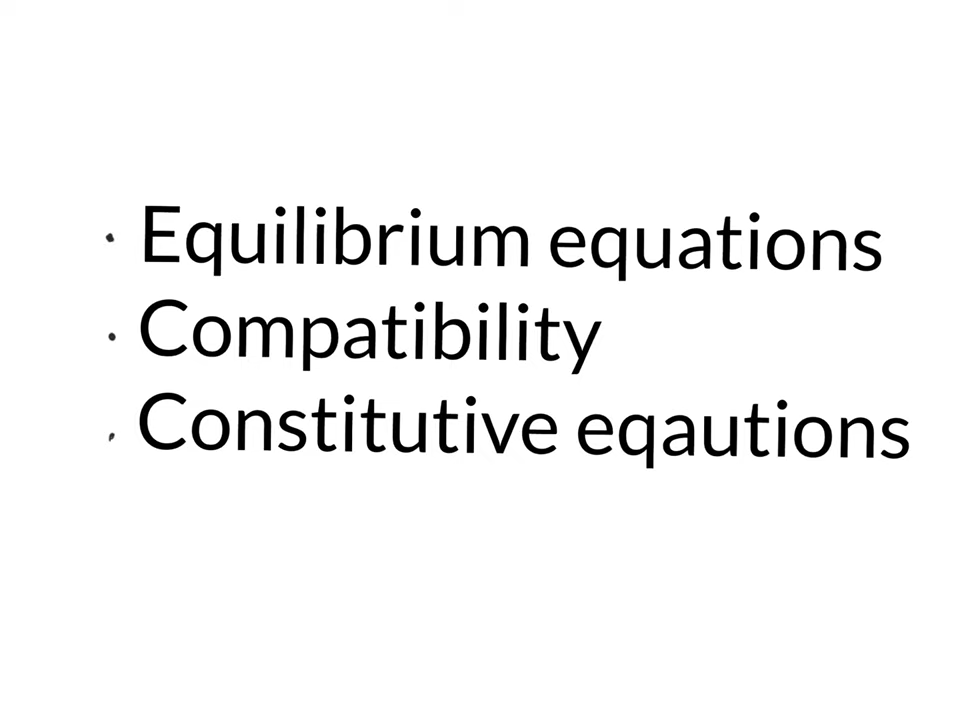 · Equilibrium equations
· Compatibility
· Constitutive eqautions